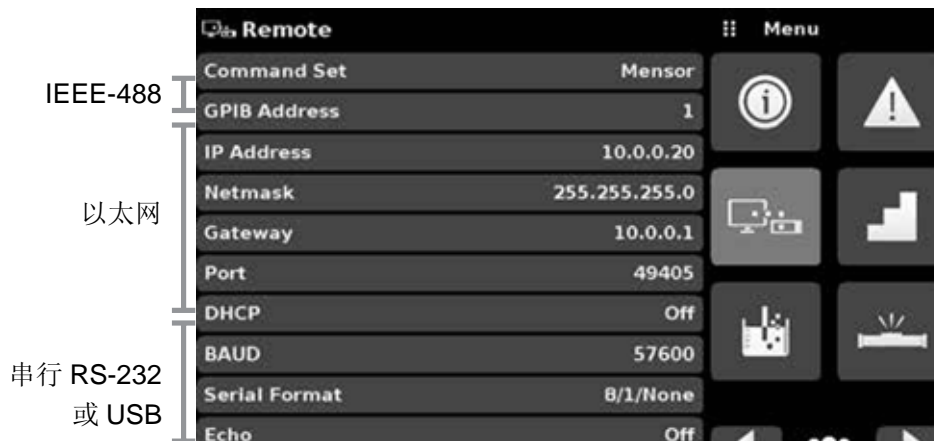 Remote
Menu
IEEE-488
Command Set Mensor
GPIB Address 1
以太网
IP Address 10.0.0.20
Netmask 255.255.255.0
Gateway 10.0.0.1
Port 49405
DHCP Off
串行 RS-232
或 USB
BAUD 57600
Serial Format 8/1/None
Echo Off